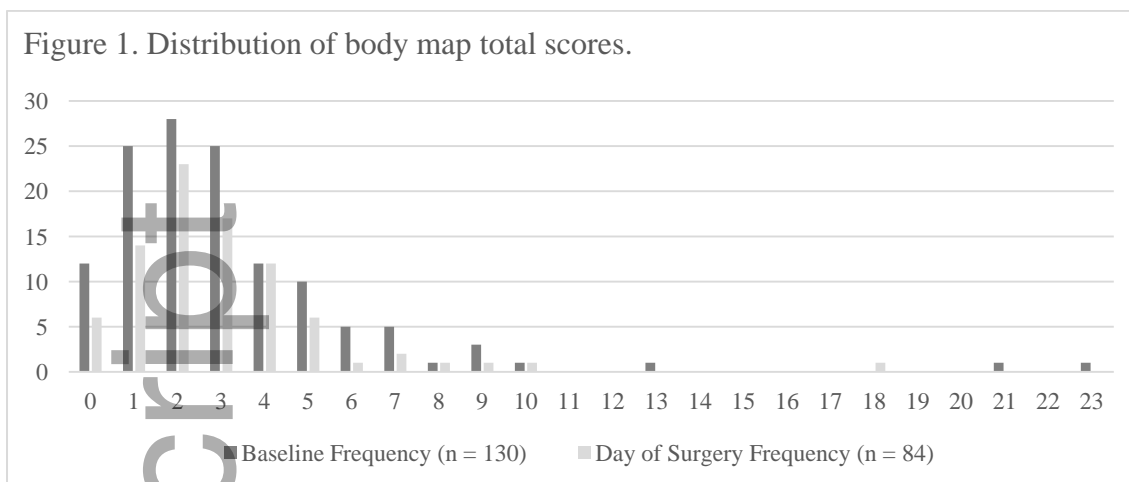 Figure 1. Distribution of body map total scores.
30
25
20
15
10
5
0
0 1 2 3 4 5 6 7 8 9 10 11 12 13 14 15 16 17 18 19 20 21 22 23
Baseline Frequency (n = 130) Day of Surgery Frequency (n = 84)
cript